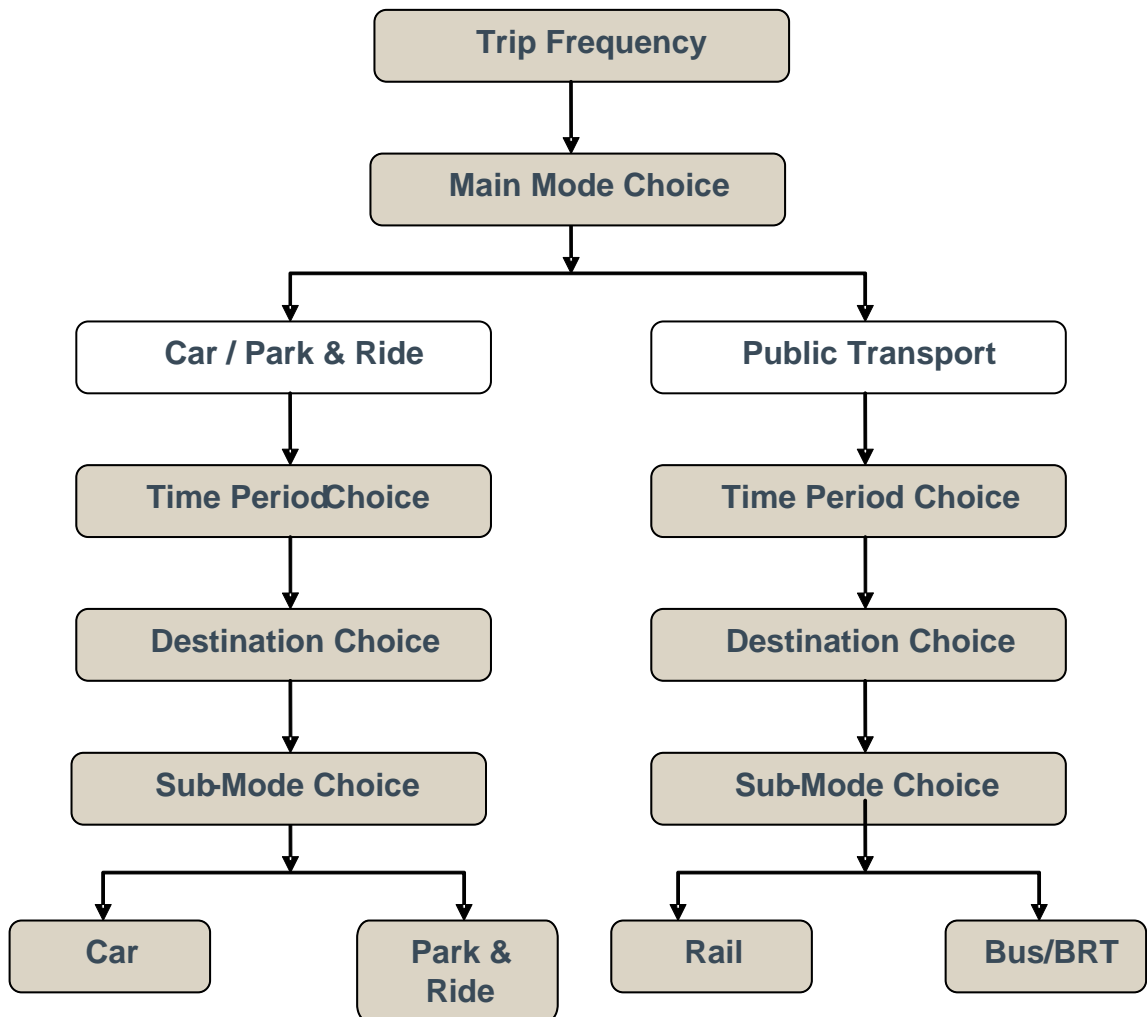 Trip Frequency
Main Mode Choice
Car / Park & Ride
Public Transport
Time PeriodChoice
Time Period Choice
Destination Choice
Destination Choice
Sub-Mode Choice
Sub-Mode Choice
Car
Park &
Ride
Rail
Bus/BRT